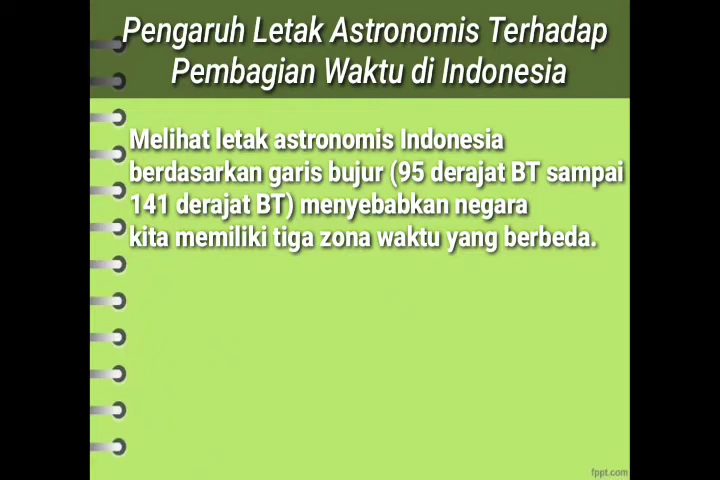 Pengaruh Letak Astronomis Terhadap
Pembagian Waktu di Indonesia
Melihat letak astronomis Indonesia
berdasarkan garis bujur (95 derajat BT sampai
141 derajat BT) menyebabkan negara
kita memiliki tiga zona waktu yang berbeda.
fppt.com